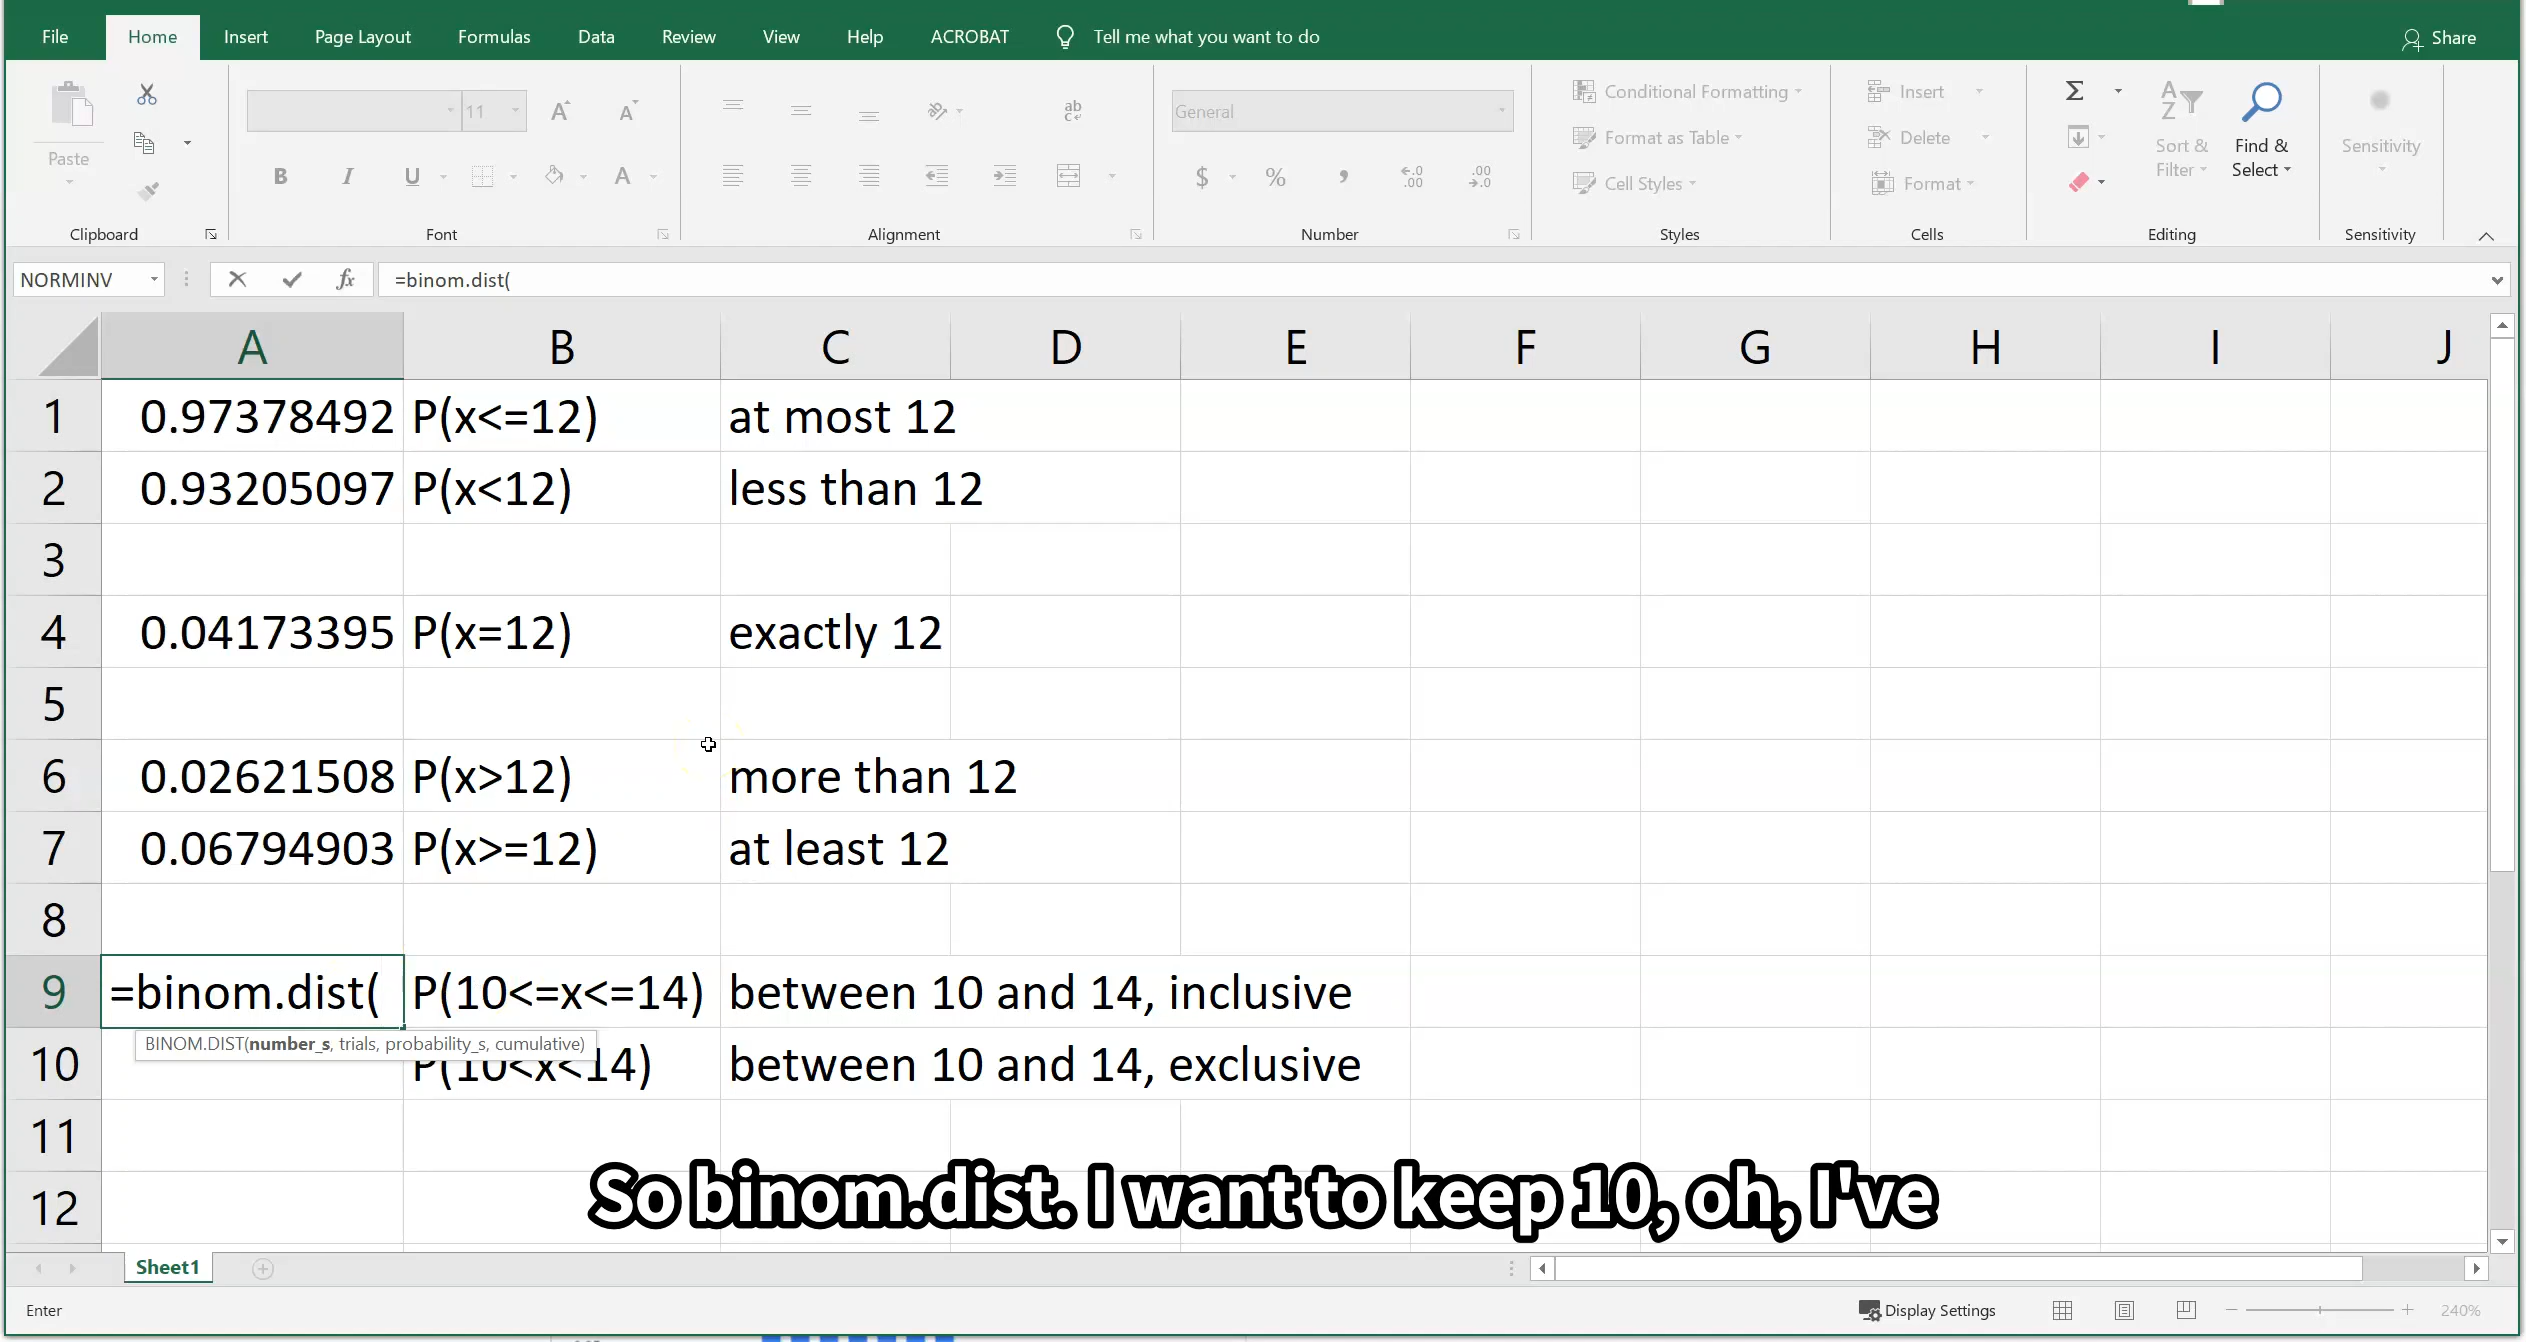 File Home Insert Page Layout Formulas Data Review View Help ACROBAT Tell me what you want to do Share
Paste
Clipboard
11
Font
Alignment
General
Number
Conditional Formatting
Format as Table
Cell Styles
Styles
Insert
Delete
Format
Cells
Sort & Filter
Find & Select
Editing
Sensitivity
Sensitivity
NORMINV =binom.dist(
A B C D E F G H I J
1 0.97378492 P(x<=12) at most 12
2 0.93205097 P(x<12) less than 12
3
4 0.04173395 P(x=12) exactly 12
5
6 0.02621508 P(x>12) more than 12
7 0.06794903 P(x>=12) at least 12
8
9 =binom.dist( P(10<=x<=14) between 10 and 14, inclusive
BINOM.DIST(number_s, trials, probability_s, cumulative)
10 P(10<x<14) between 10 and 14, exclusive
11
12
So binom.dist. I want to keep 10, oh, I've
Sheet1
Enter Display Settings 240%